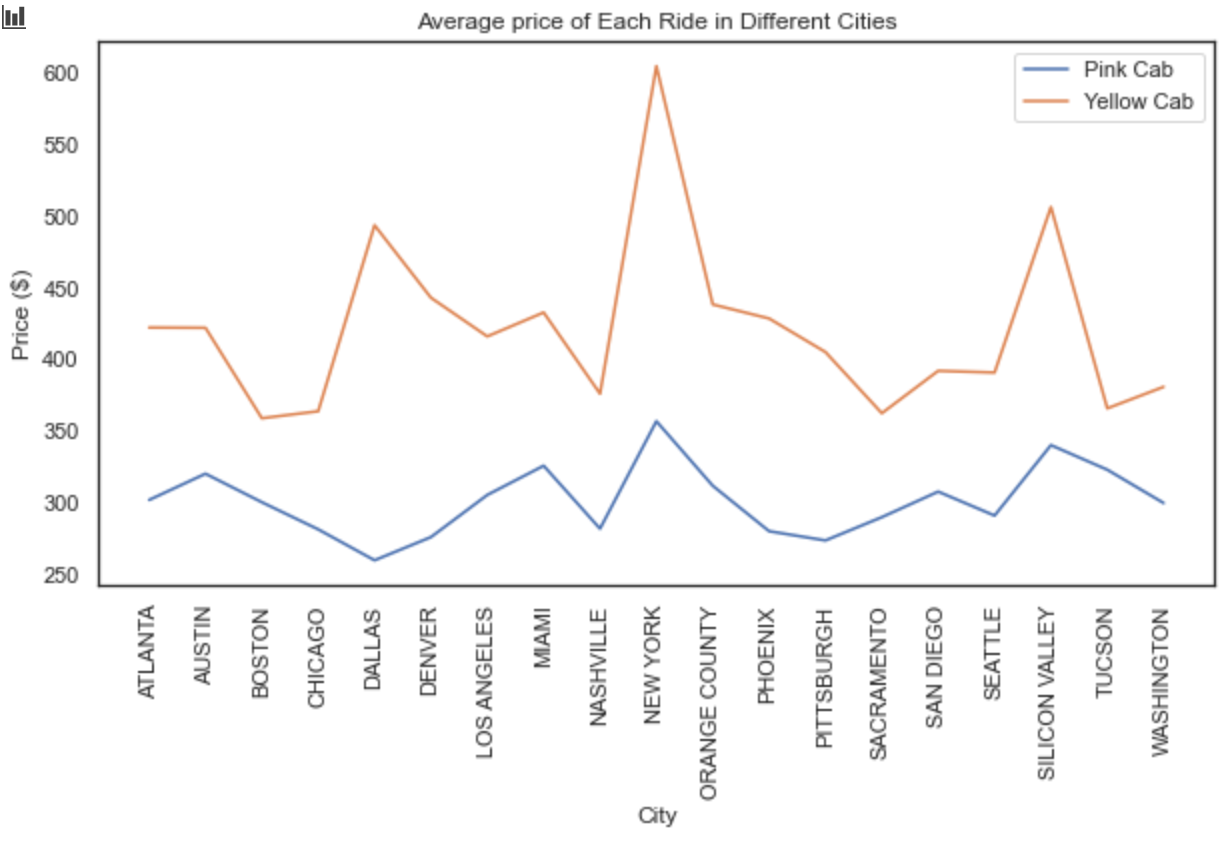 Average price of Each Ride in Different Cities
Pink Cab
Yellow Cab
Price ($)
600
550
500
450
400
350
300
250
ATLANTA
AUSTIN
BOSTON
CHICAGO
DALLAS
DENVER
LOS ANGELES
MIAMI
NASHVILLE
NEW YORK
ORANGE COUNTY
PHOENIX
PITTSBURGH
SACRAMENTO
SAN DIEGO
SEATTLE
SILICON VALLEY
TUCSON
WASHINGTON
City